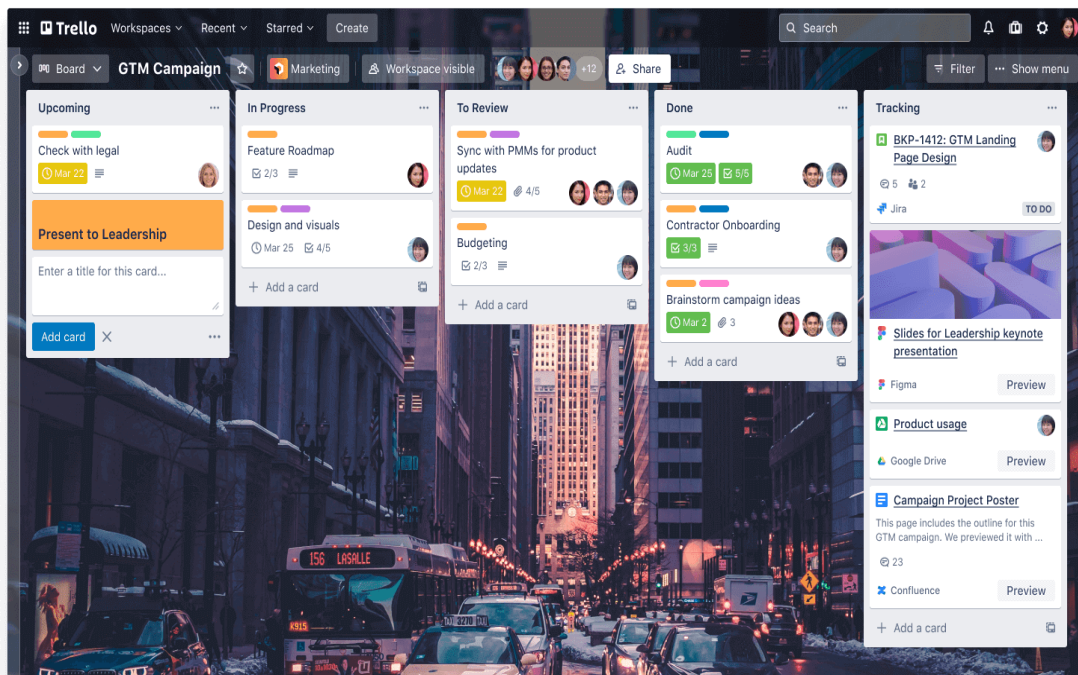 Trello Workspaces Recent Starred Create Search
Board GTM Campaign Marketing Workspace visible +12 Share Filter Show menu
Upcoming
Check with legal
Mar 22
Present to Leadership
Enter a title for this card...
Add card
In Progress
Feature Roadmap
2/3
Design and visuals
Mar 25 4/5
+ Add a card
To Review
Sync with PMMs for product
updates
Mar 22 4/5
Budgeting
2/3
+ Add a card
Done
Audit
Mar 25 5/5
Contractor Onboarding
3/3
Brainstorm campaign ideas
Mar 2 3
+ Add a card
Tracking
BKP-1412: GTM Landing
Page Design
5 2
Jira TO DO
Slides for Leadership keynote
presentation
Figma Preview
Product usage
Google Drive Preview
Campaign Project Poster
This page includes the outline for this
GTM campaign. We previewed it with ...
23
Confluence Preview
+ Add a card
156 LASALLE
K915
TAXI 3270 TAXI